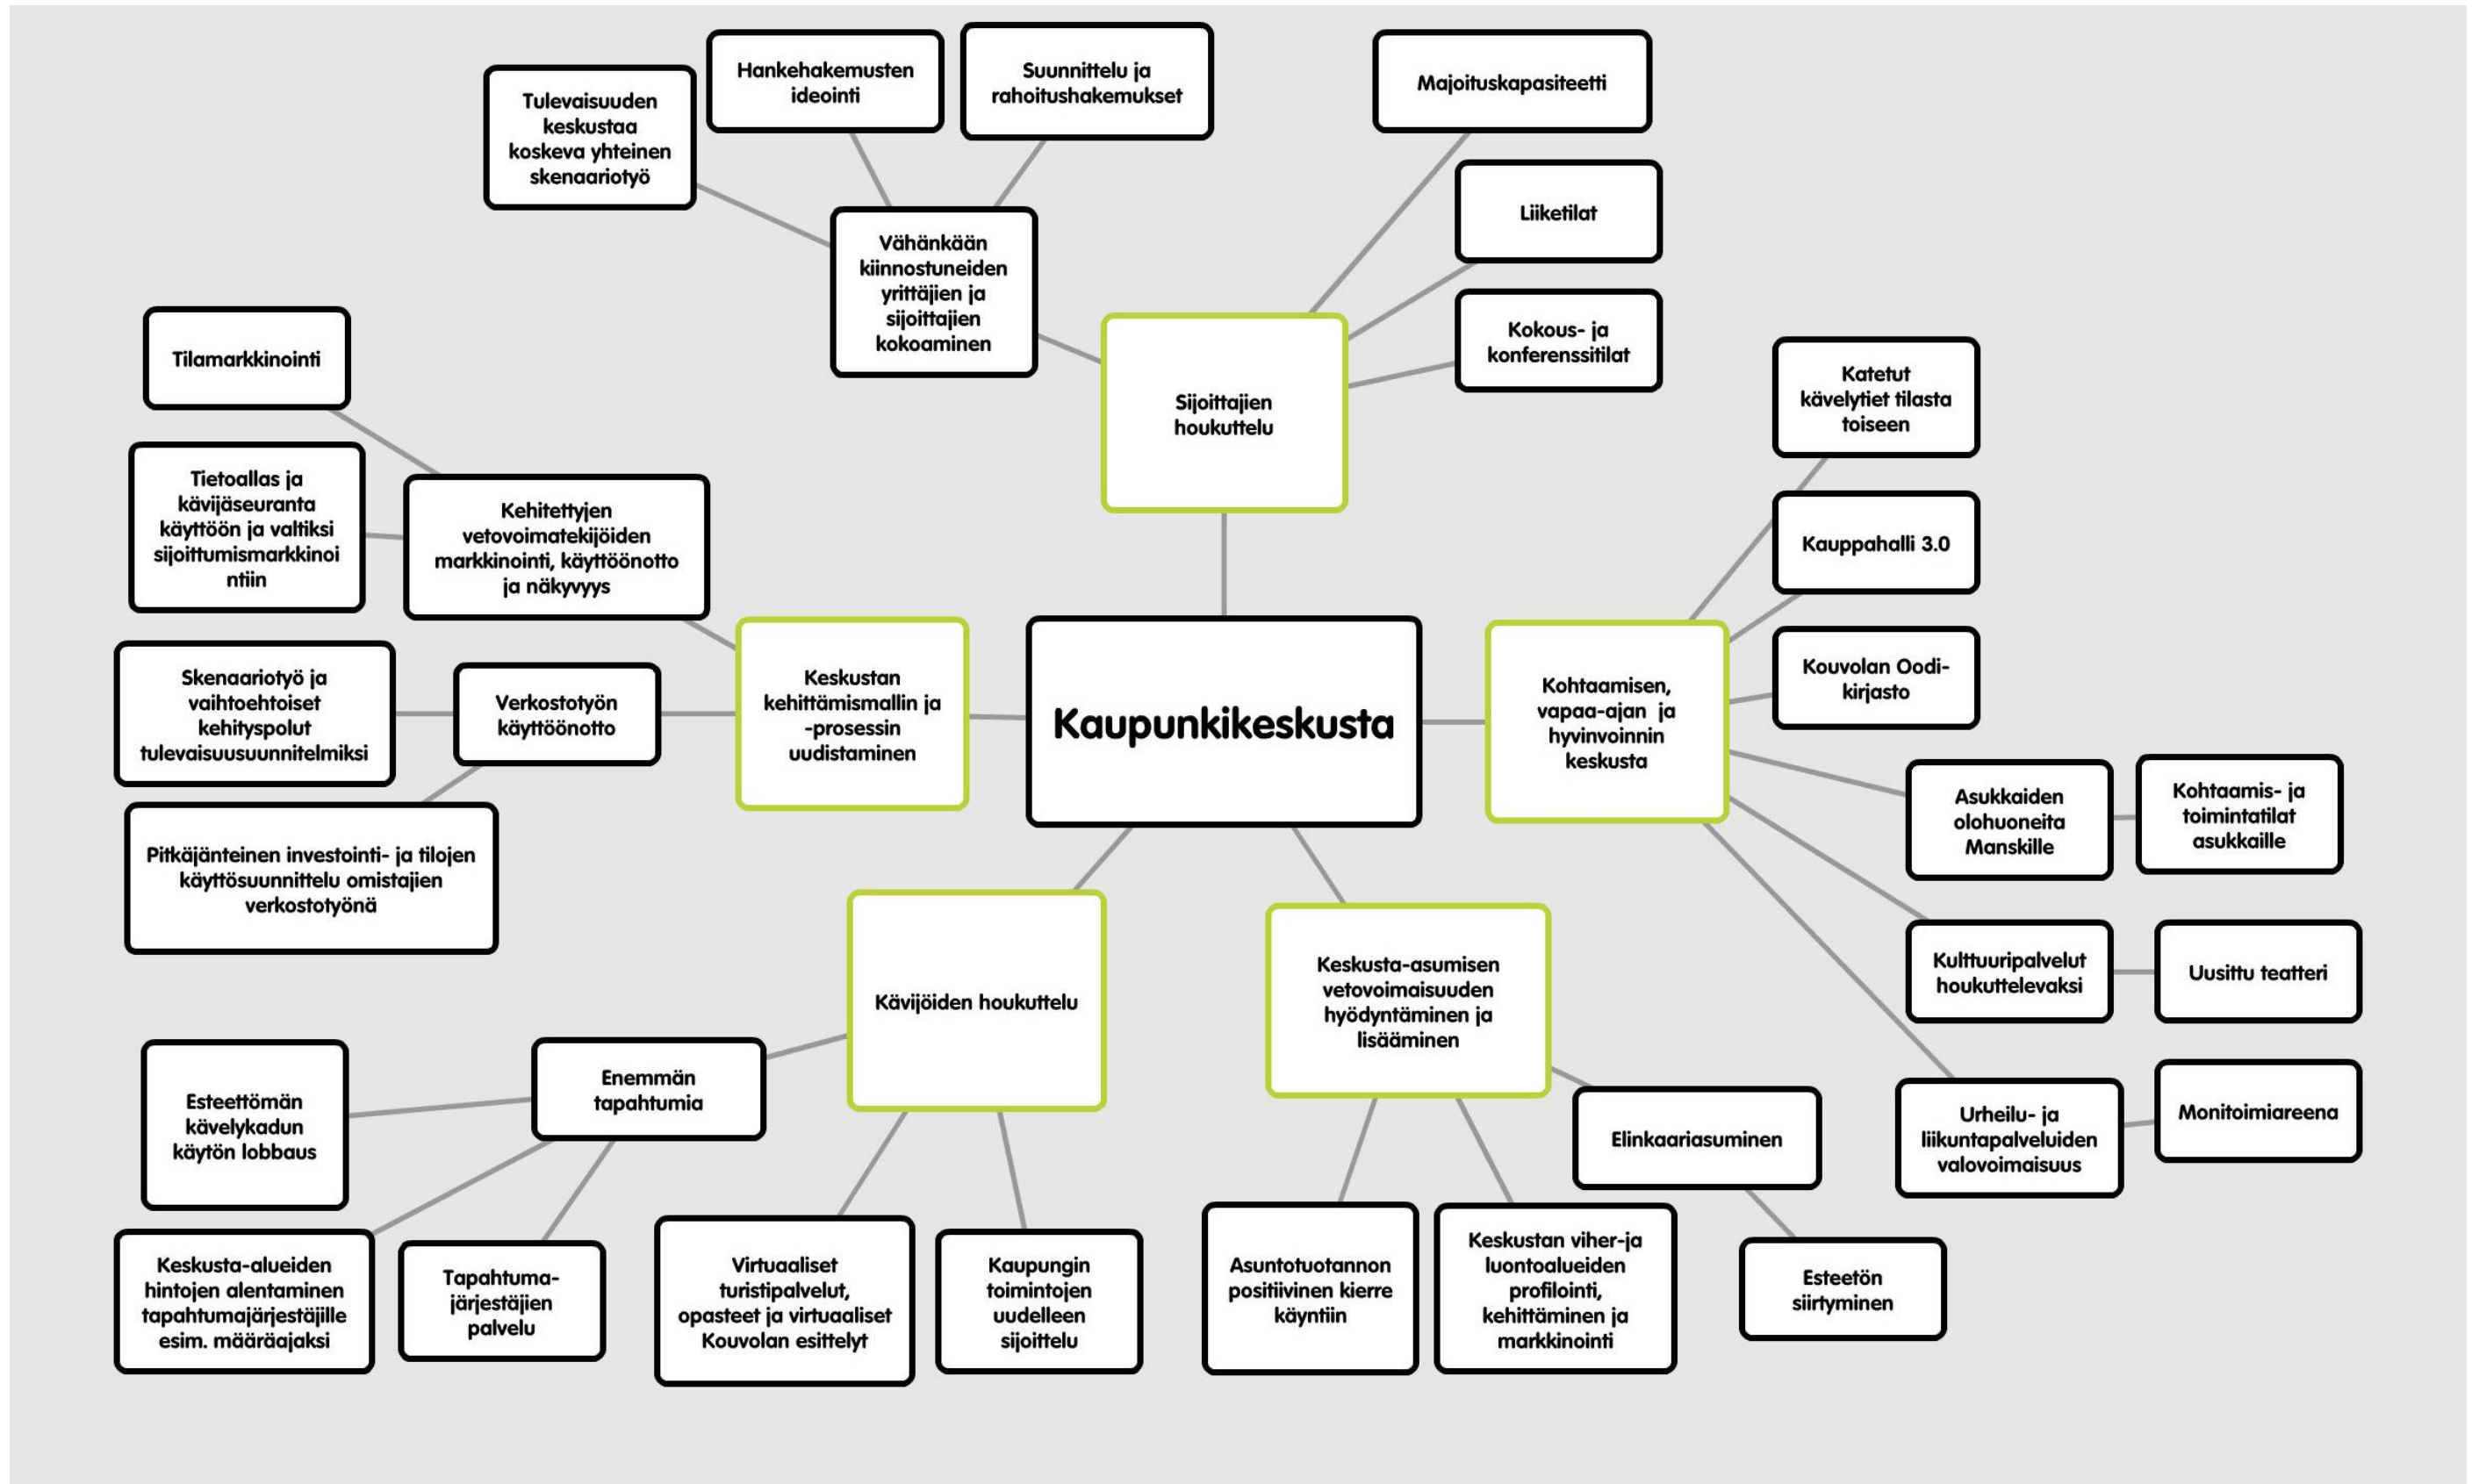 Hankehakemusten
ideointi
Suunnittelu ja
rahoitushakemukset
Majoituskapasiteetti
Tulevaisuuden
keskustaa
koskeva yhteinen
skenaariotyö
Liiketilat
Vähänkään
kiinnostuneiden
yrittäjien ja
sijoittajien
kokoaminen
Kokous- ja
konferenssitilat
Tilamarkkinointi
Sijoittajien
houkuttelu
Katetut
kävelytiet tilasta
toiseen
Tietoallas ja
kävijäseuranta
käyttöön ja valtiksi
sijoittumismarkkinoi
ntiin
Kehitettyjen
vetovoimatekijöiden
markkinointi, käyttöönotto
ja näkyvyys
Kauppahalli 3.0
Skenaariotyö ja
vaihtoehtoiset
kehityspolut
tulevaisuusuunnitelmiksi
Verkostotyön
käyttöönotto
Keskustan
kehittämismallin ja
-prosessin
uudistaminen
Kaupunkikeskusta
Kohtaamisen,
vapaa-ajan ja
hyvinvoinnin
keskusta
Kouvolan Oodi-
kirjasto
Asukkaiden
olohuoneita
Manskille
Kohtaamis- ja
toimintatilat
asukkaille
Pitkäjänteinen investointi- ja tilojen
käyttösuunnittelu omistajien
verkostotyönä
Kävijöiden houkuttelu
Keskusta-asumisen
vetovoimaisuuden
hyödyntäminen ja
lisääminen
Kulttuuripalvelut
houkuttelevaksi
Uusittu teatteri
Esteettömän
kävelykadun
käytön lobbaus
Enemmän
tapahtumia
Elinkaariasuminen
Urheilu- ja
liikuntapalveluiden
valovoimaisuus
Monitoimiareena
Keskusta-alueiden
hintojen alentaminen
tapahtumajärjestäjille
esim. määräajaksi
Tapahtuma-
järjestäjien
palvelu
Virtuaaliset
turistipalvelut,
opasteet ja virtuaaliset
Kouvolan esittelyt
Kaupungin
toimintojen
uudelleen
sijoittelu
Asuntotuotannon
positiivinen kierre
käyntiin
Keskustan viher-ja
luontoalueiden
profilointi,
kehittäminen ja
markkinointi
Esteetön
siirtyminen